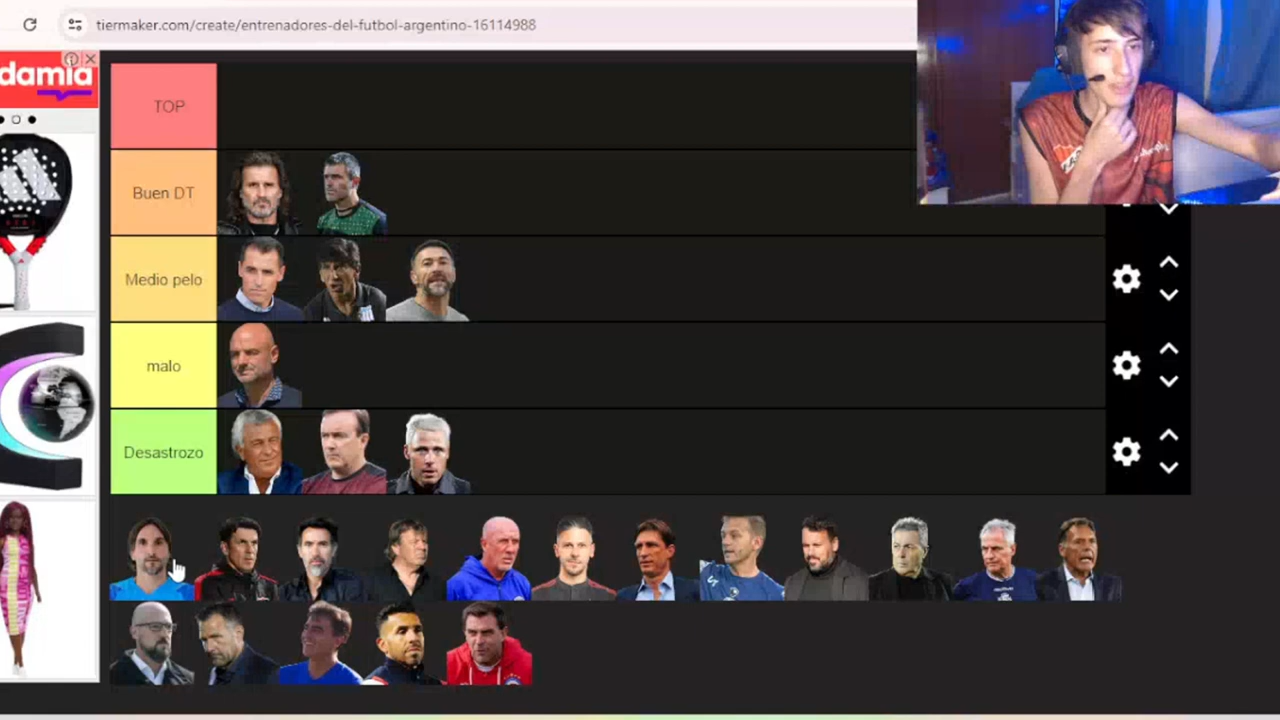 tiermaker.com/create/entrenadores-del-futbol-argentino-16114988
damia
TOP
Buen DT
Medio pelo
malo
Desastrozo